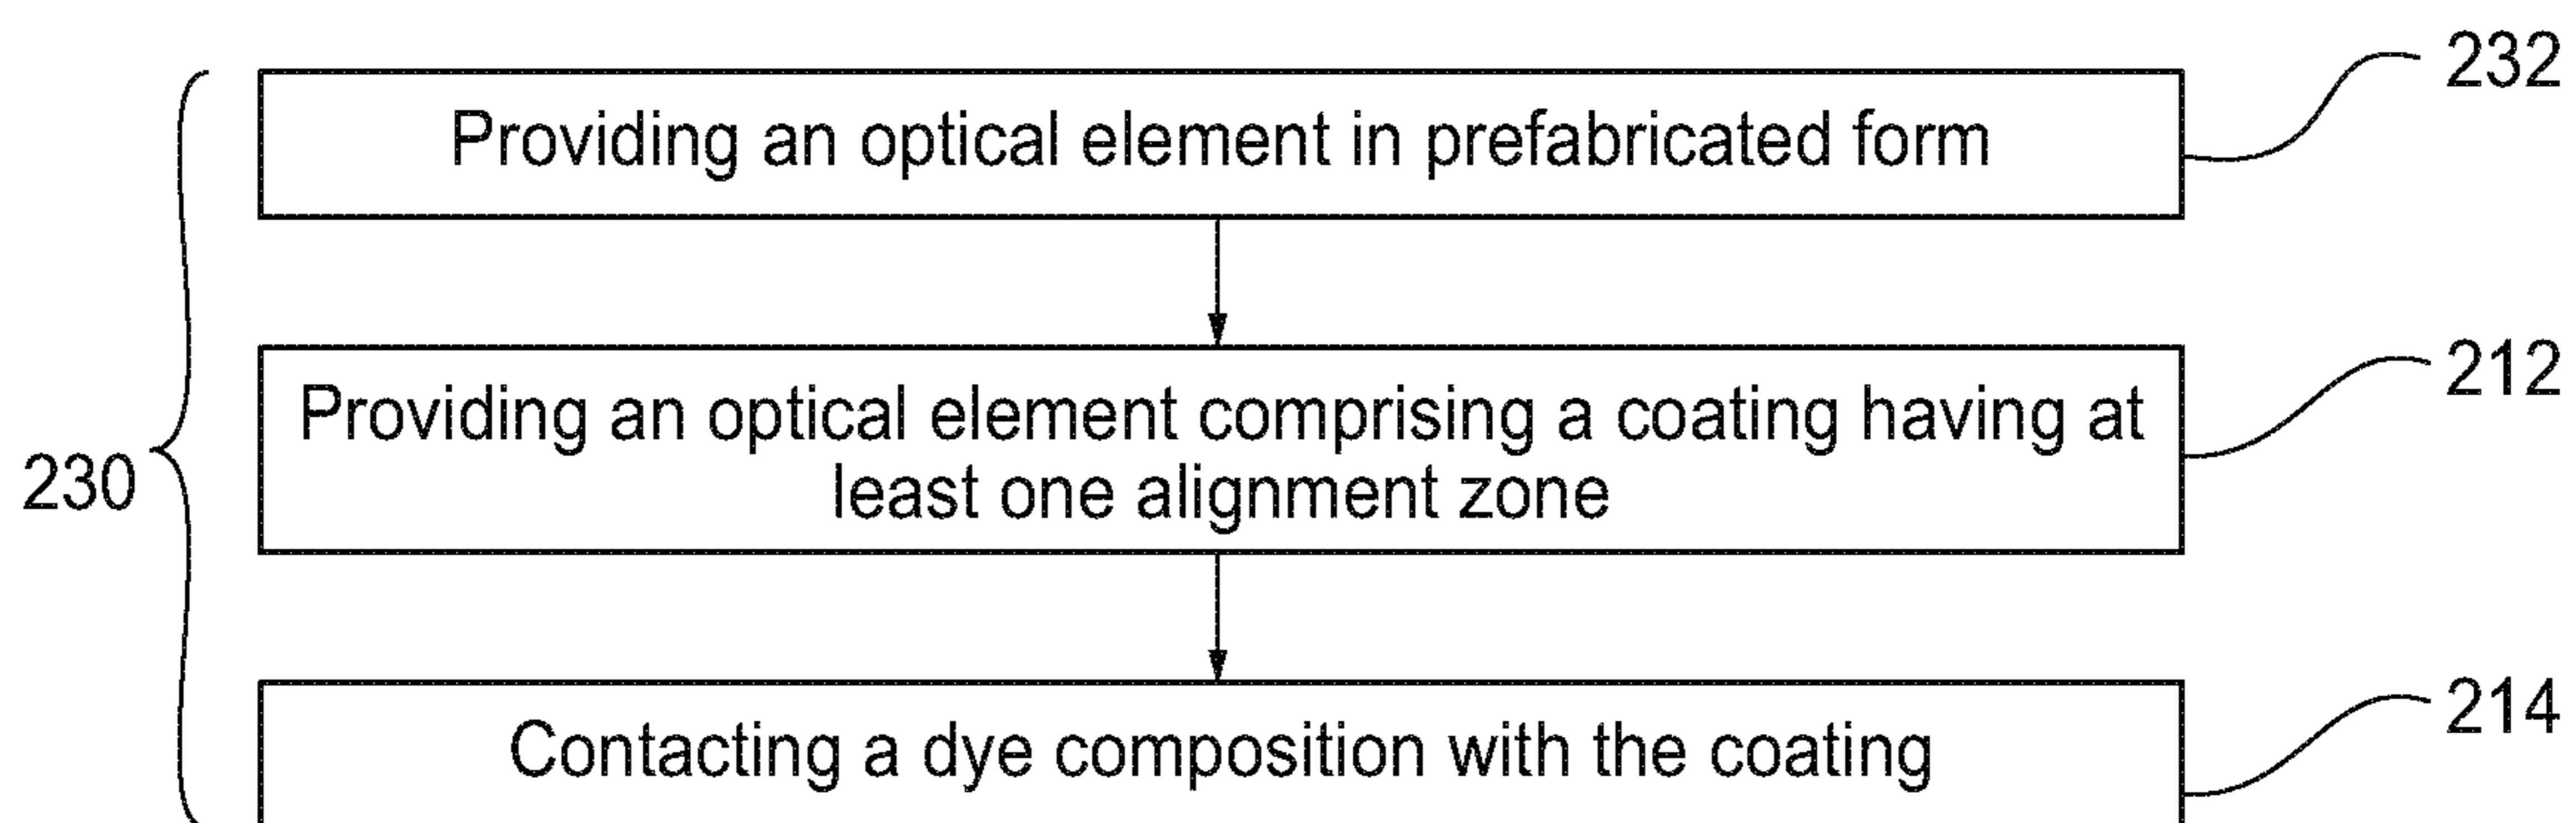 232
Providing an optical element in prefabricated form
212
Providing an optical element comprising a coating having at
least one alignment zone
230
214
Contacting a dye composition with the coating